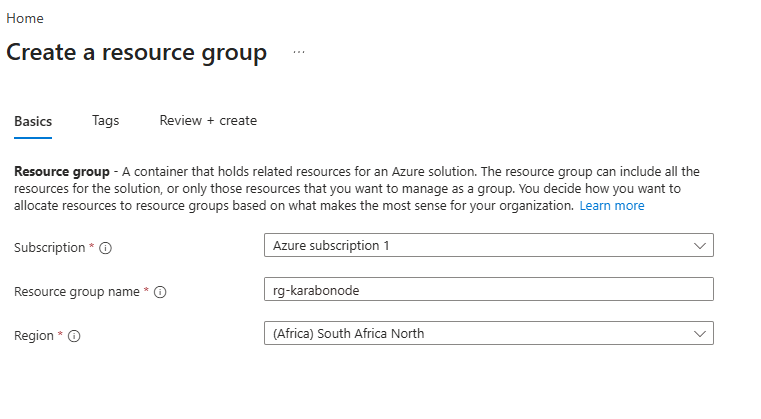 Home
Create a resource group ...
Basics Tags Review + create
Resource group - A container that holds related resources for an Azure solution. The resource group can include all the
resources for the solution, or only those resources that you want to manage as a group. You decide how you want to
allocate resources to resource groups based on what makes the most sense for your organization. Learn more
Subscription * Azure subscription 1
Resource group name * rg-karabonode
Region * (Africa) South Africa North